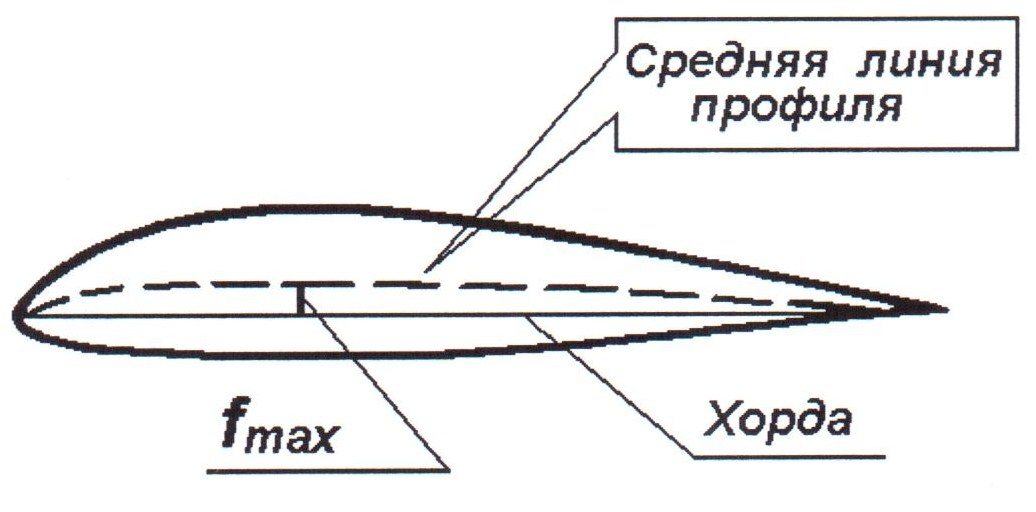 Средняя линия
профиля
fmax
Хорда